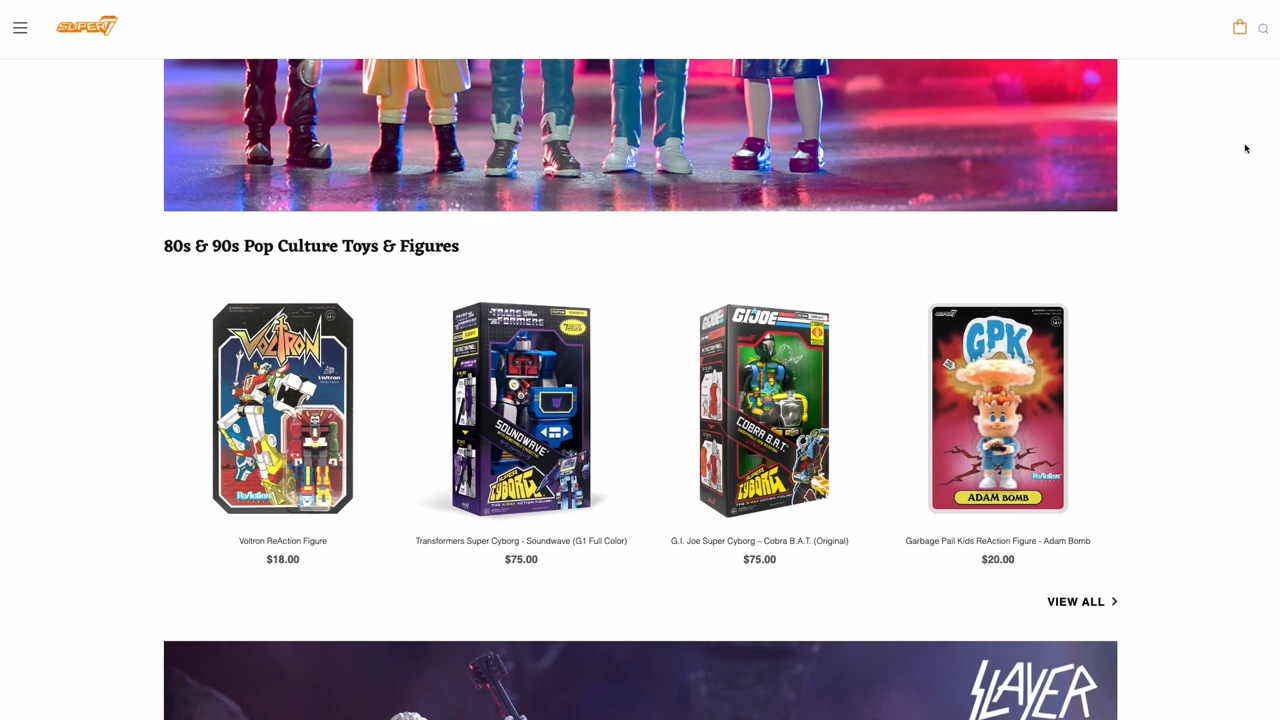 SUPER7
80s & 90s Pop Culture Toys & Figures
VOLTRON
Voltron
ReAction
TRANSFORMERS
SOUNDWAVE
SUPER CYBORG
G.I. JOE
COBRA B.A.T.
SUPER CYBORG
GPK
ReAction
ADAM BOMB
Voltron ReAction Figure
Transformers Super Cyborg - Soundwave (G1 Full Color)
G.I. Joe Super Cyborg – Cobra B.A.T. (Original)
Garbage Pail Kids ReAction Figure - Adam Bomb
$18.00
$75.00
$75.00
$20.00
VIEW ALL
SLAYER